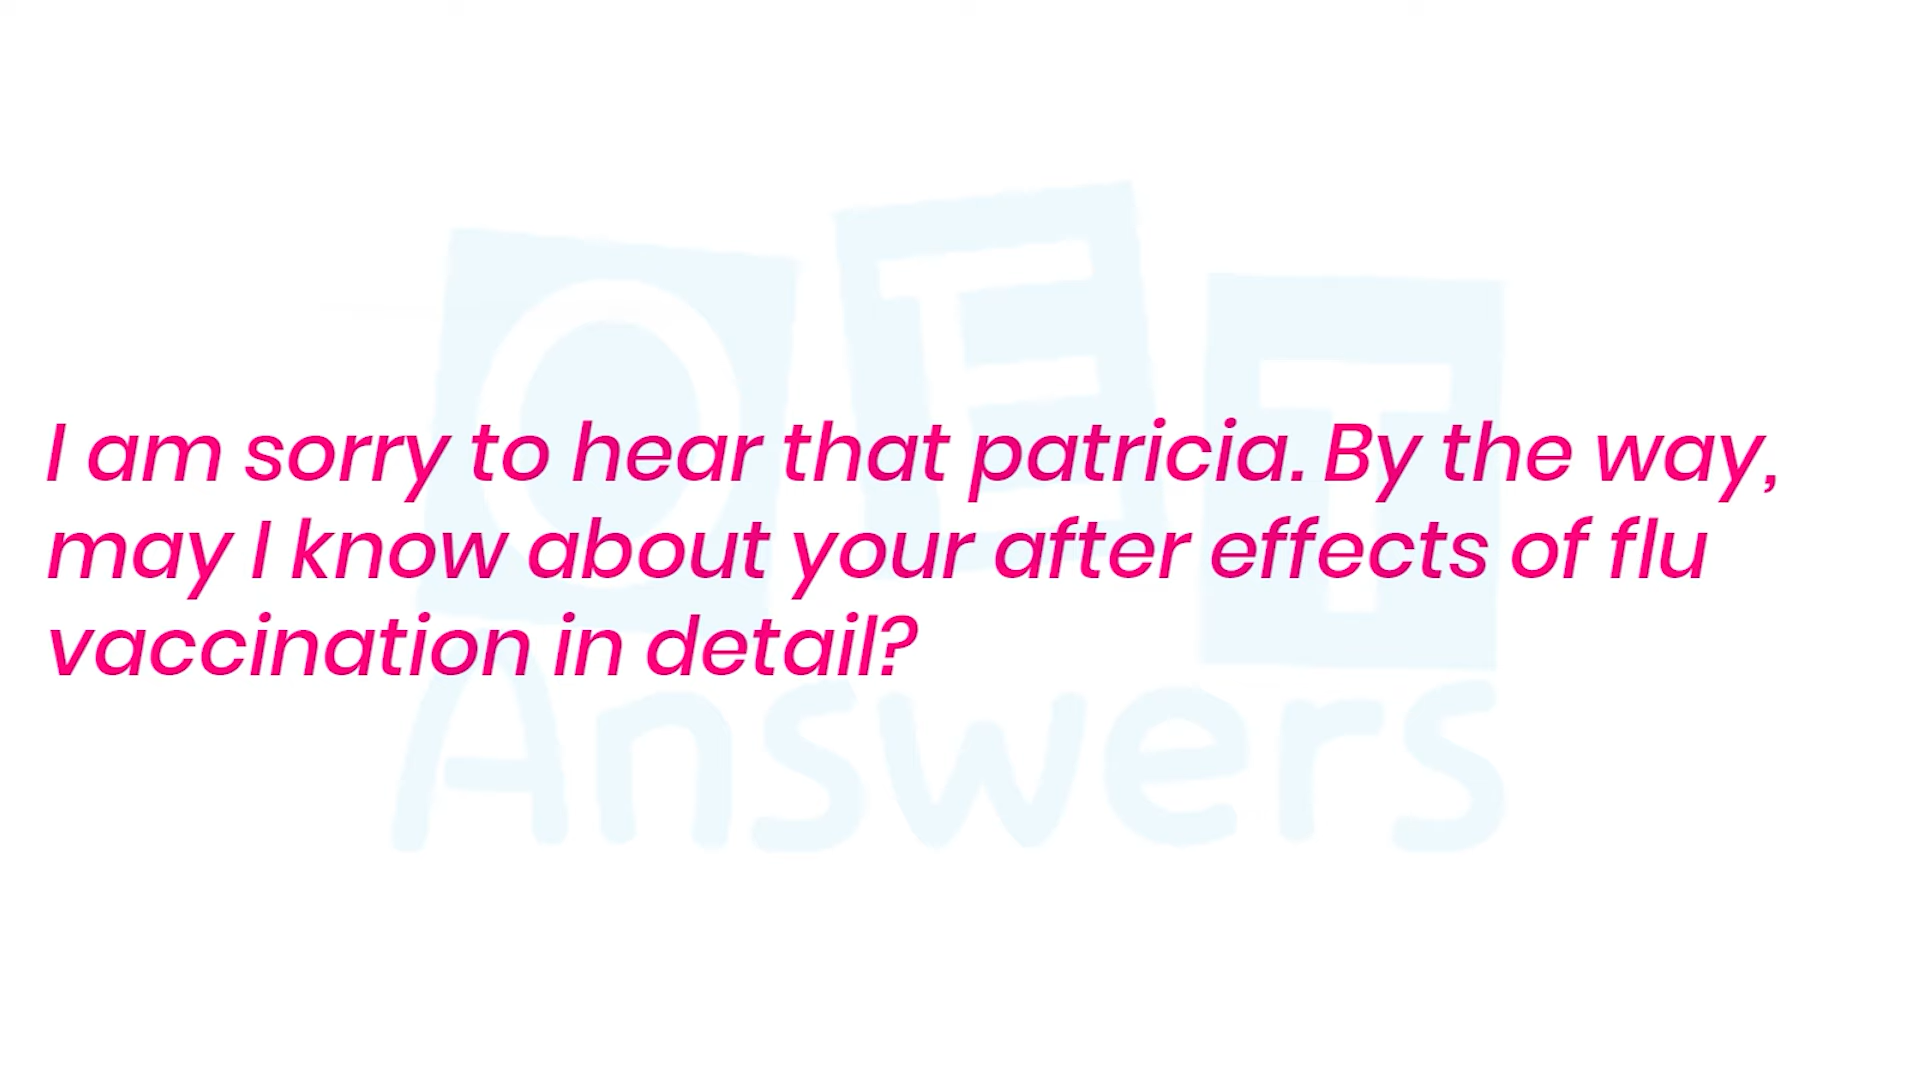 I am sorry to hear that patricia. By the way,
may I know about your after effects of flu
vaccination in detail?
OET
Answers